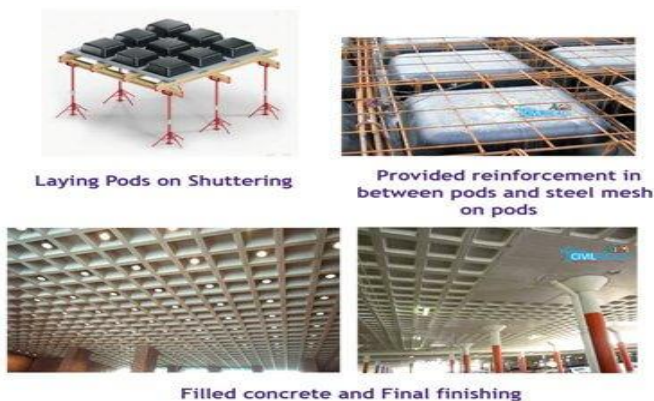 Laying Pods on Shuttering
Provided reinforcement in
between pods and steel mesh
on pods
CIVIL
Filled concrete and Final finishing